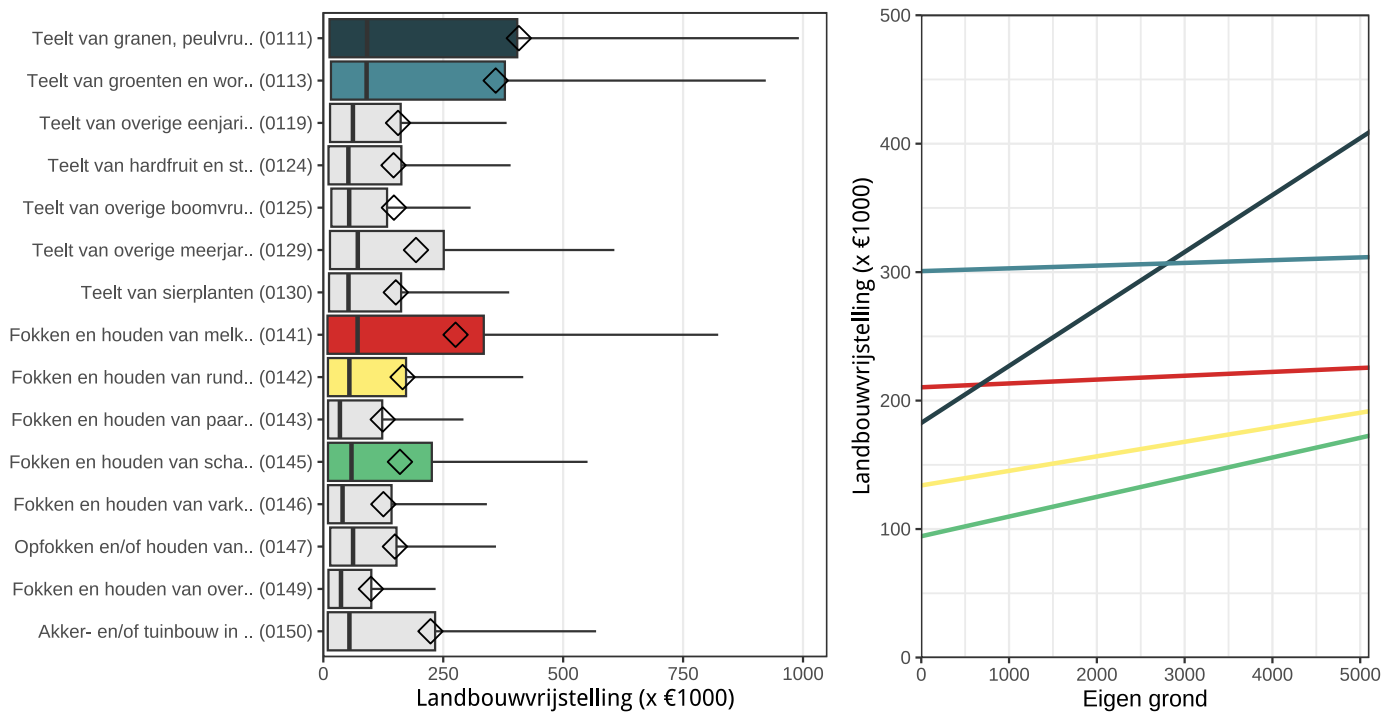 Teelt van granen, peulvru.. (0111)
Teelt van groenten en wor.. (0113)
Teelt van overige eenjari.. (0119)
Teelt van hardfruit en st.. (0124)
Teelt van overige boomvru.. (0125)
Teelt van overige meerjar.. (0129)
Teelt van sierplanten (0130)
Fokken en houden van melk.. (0141)
Fokken en houden van rund.. (0142)
Fokken en houden van paar.. (0143)
Fokken en houden van scha.. (0145)
Fokken en houden van vark.. (0146)
Opfokken en/of houden van.. (0147)
Fokken en houden van over.. (0149)
Akker- en/of tuinbouw in .. (0150)
0 250 500 750 1000
Landbouwvrijstelling (x €1000)
500
400
300
200
100
0
Landbouwvrijstelling (x €1000)
0 1000 2000 3000 4000 5000
Eigen grond